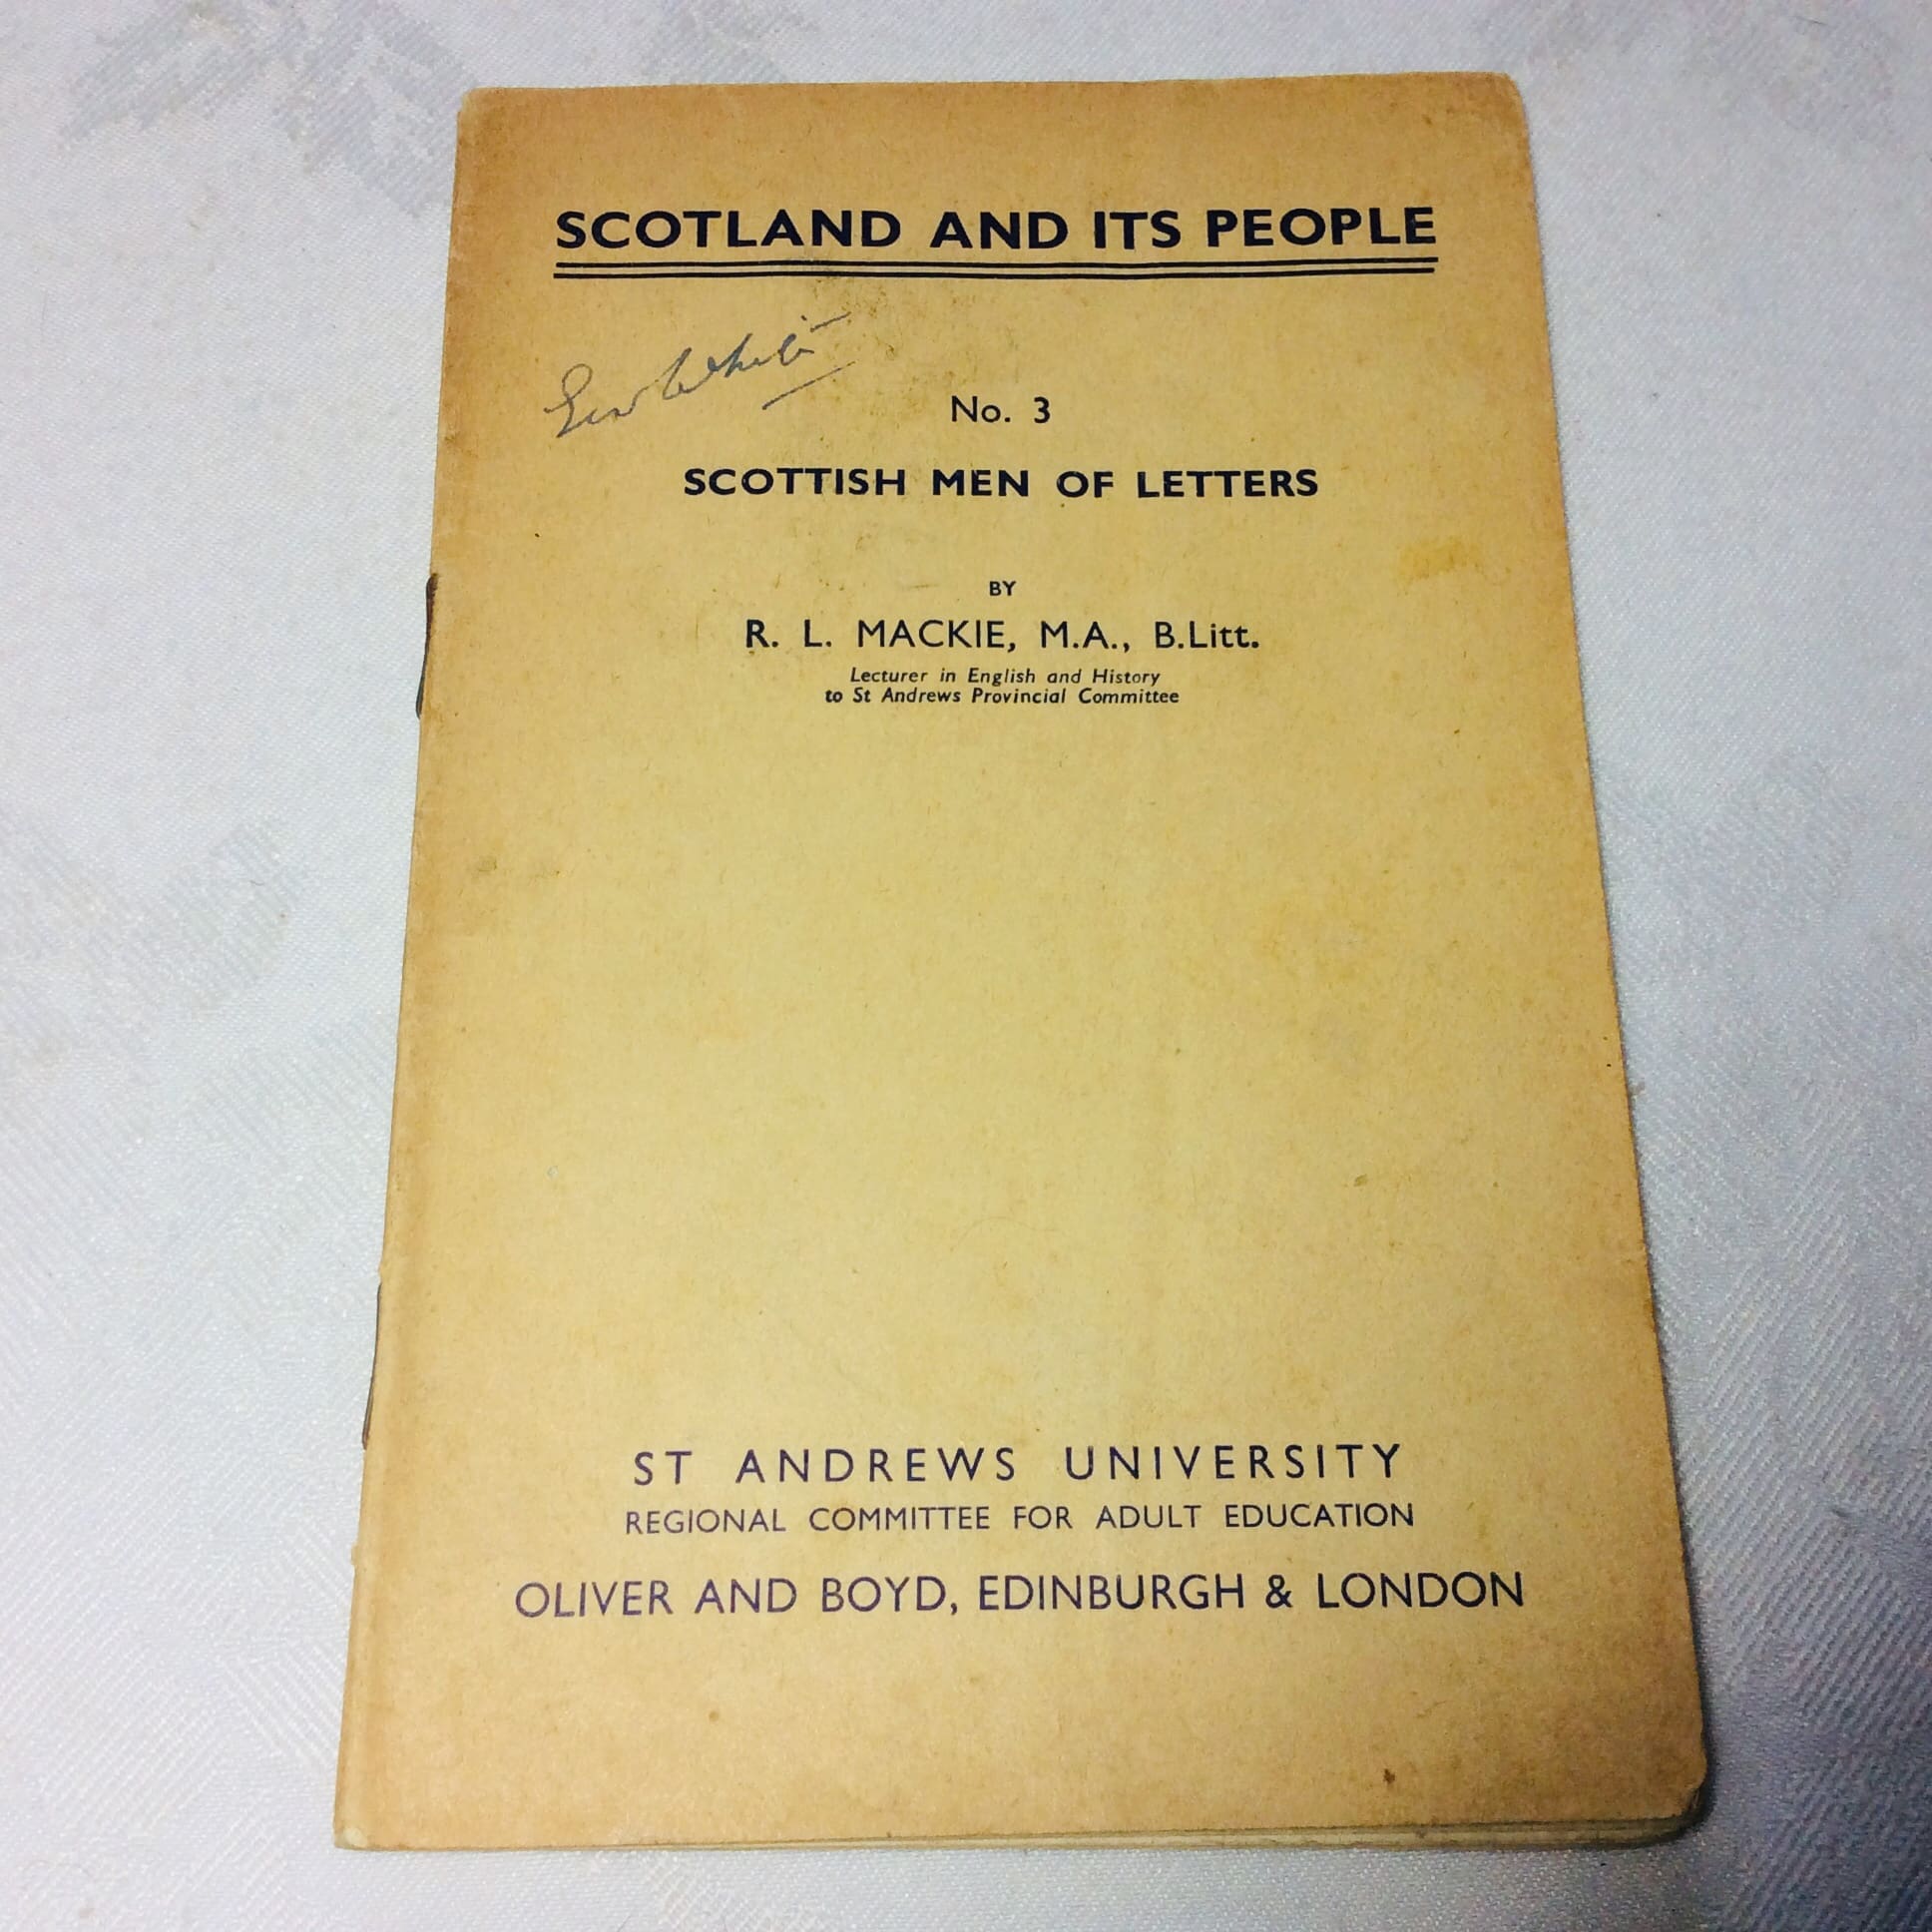 SCOTLAND AND ITS PEOPLE
No. 3
SCOTTISH MEN OF LETTERS
BY
R. L. MACKIE, M.A., B.Litt.
Lecturer in English and History
to St Andrews Provincial Committee
ST ANDREWS UNIVERSITY
REGIONAL COMMITTEE FOR ADULT EDUCATION
OLIVER AND BOYD, EDINBURGH & LONDON